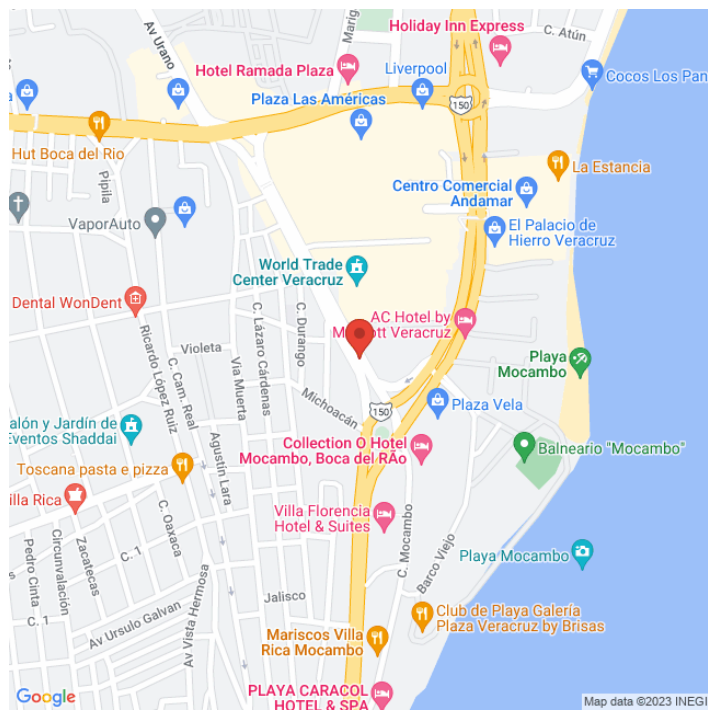 Av Urano
Marig
Holiday Inn Express
C. Atún
Hotel Ramada Plaza
Liverpool
Cocos Los Pan
Plaza Las Américas
150
Hut Boca del Rio
La Estancia
Pipila
Centro Comercial
Andamar
VaporAuto
El Palacio de
Hierro Veracruz
World Trade
Center Veracruz
Dental WonDent
C. Durango
C. Lázaro Cárdenas
AC Hotel by
Marriott Veracruz
Violeta
Vía Muerta
Ricardo López Ruiz
C. Cam. Real
Playa
Mocambo
Michoacán
150
Plaza Vela
alón y Jardín de
Eventos Shaddai
Agustín Lara
Collection O Hotel
Mocambo, Boca del RÃo
Balneario "Mocambo"
Toscana pasta e pizza
illa Rica
Villa Florencia
Hotel & Suites
C. Oaxaca
C. Mocambo
Zacatecas
Circunvalación
Pedro Cinta
C. 1
Barco Viejo
Playa Mocambo
Av Vista Hermosa
Jalisco
C. 1
Av Ursulo Galvan
Club de Playa Galería
Plaza Veracruz by Brisas
Mariscos Villa
Rica Mocambo
PLAYA CARACOL
HOTEL & SPA
Google
Map data ©2023 INEGI